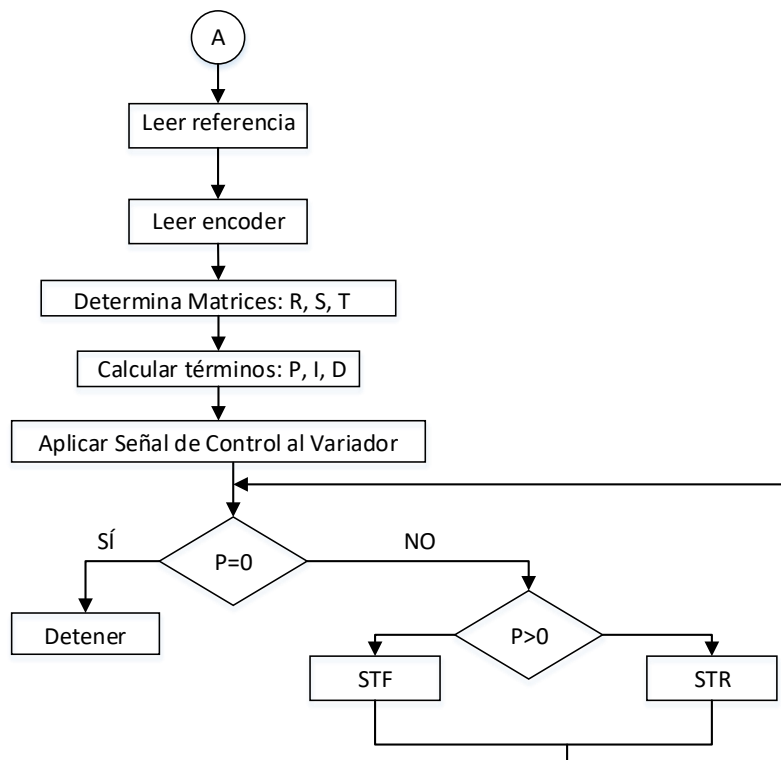 A
Leer referencia
Leer encoder
Determina Matrices: R, S, T
Calcular términos: P, I, D
Aplicar Señal de Control al Variador
SÍ
NO
P=0
Detener
P>0
STF
STR